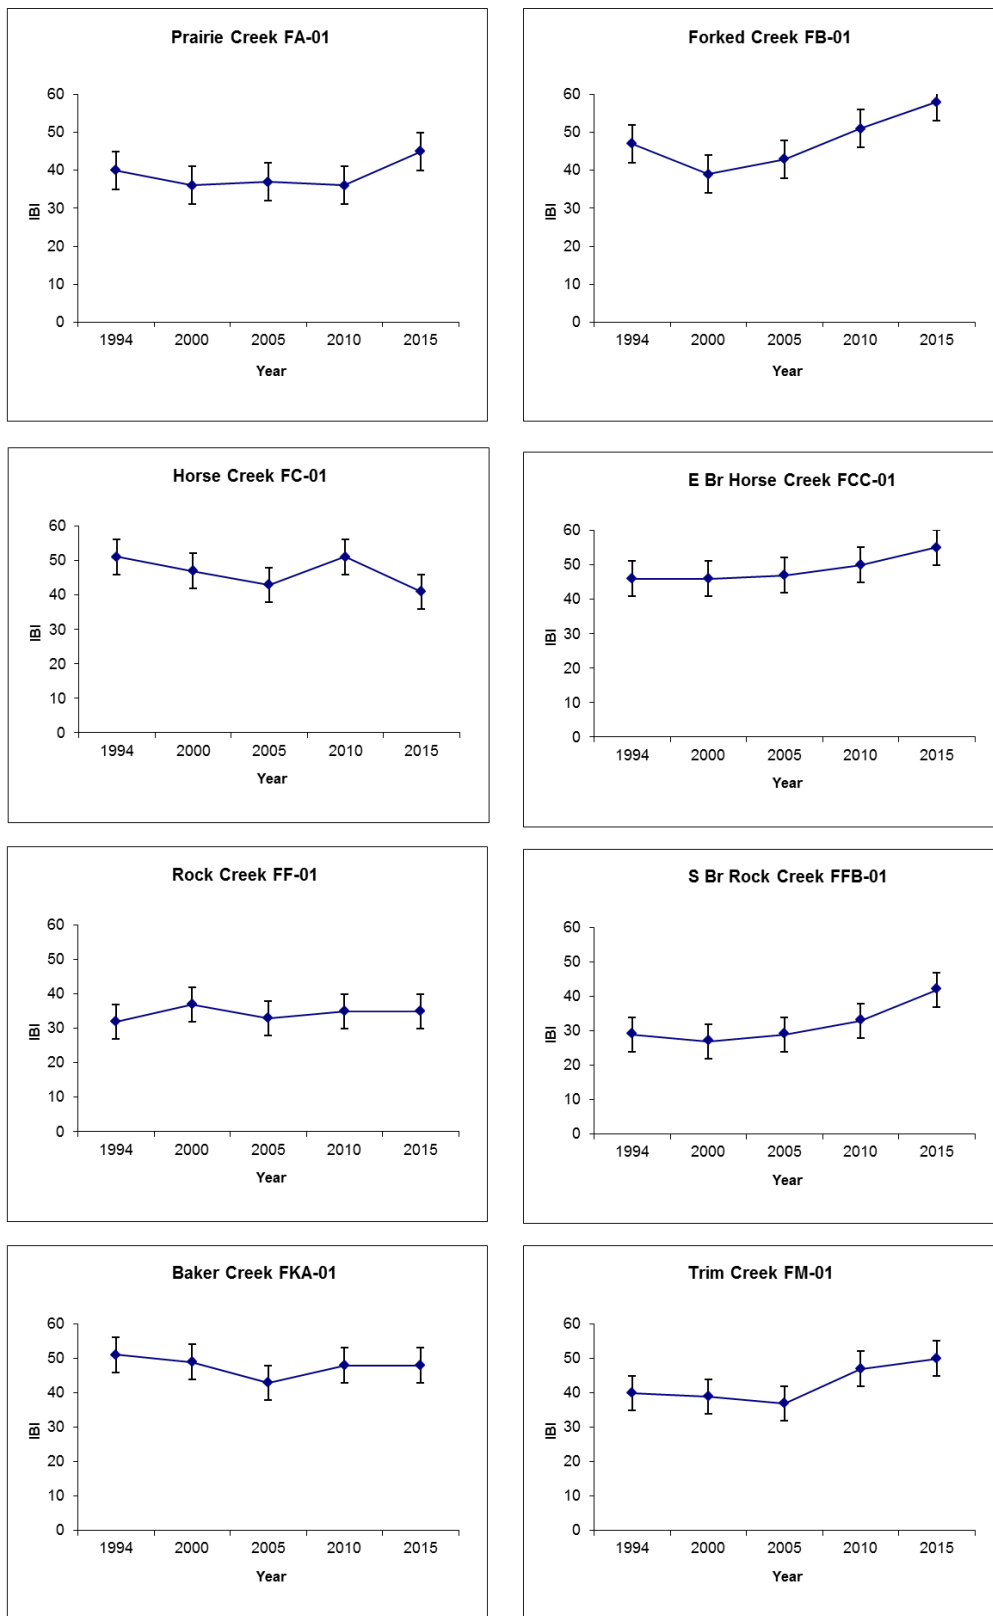 Prairie Creek FA-01
60
50
40
30
20
10
0
IBI
1994 2000 2005 2010 2015
Year
Forked Creek FB-01
60
50
40
30
20
10
0
IBI
1994 2000 2005 2010 2015
Year
Horse Creek FC-01
60
50
40
30
20
10
0
IBI
1994 2000 2005 2010 2015
Year
E Br Horse Creek FCC-01
60
50
40
30
20
10
0
IBI
1994 2000 2005 2010 2015
Year
Rock Creek FF-01
60
50
40
30
20
10
0
IBI
1994 2000 2005 2010 2015
Year
S Br Rock Creek FFB-01
60
50
40
30
20
10
0
IBI
1994 2000 2005 2010 2015
Year
Baker Creek FKA-01
60
50
40
30
20
10
0
IBI
1994 2000 2005 2010 2015
Year
Trim Creek FM-01
60
50
40
30
20
10
0
IBI
1994 2000 2005 2010 2015
Year